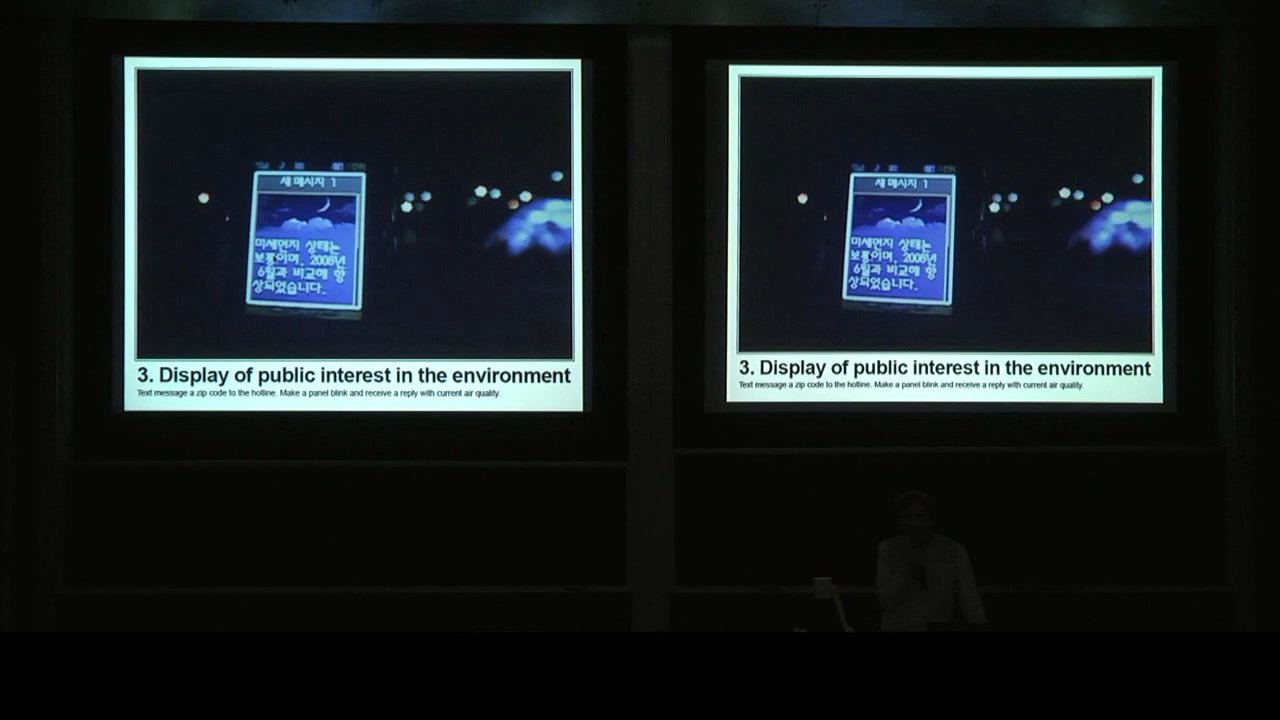 새 메시지 1
미세먼지 상태는
보통이며, 2008년
6월과 비교해 향
상되었습니다.
3. Display of public interest in the environment
Text message a zip code to the hotline. Make a panel blink and receive a reply with current air quality.
새 메시지 1
미세먼지 상태는
보통이며, 2008년
6월과 비교해 향
상되었습니다.
3. Display of public interest in the environment
Text message a zip code to the hotline. Make a panel blink and receive a reply with current air quality.